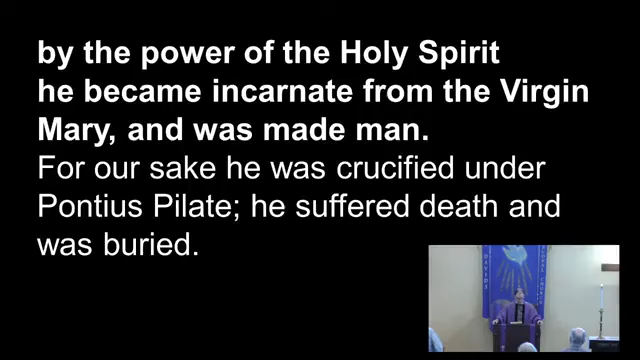 by the power of the Holy Spirit
he became incarnate from the Virgin
Mary, and was made man.
For our sake he was crucified under
Pontius Pilate; he suffered death and
was buried.